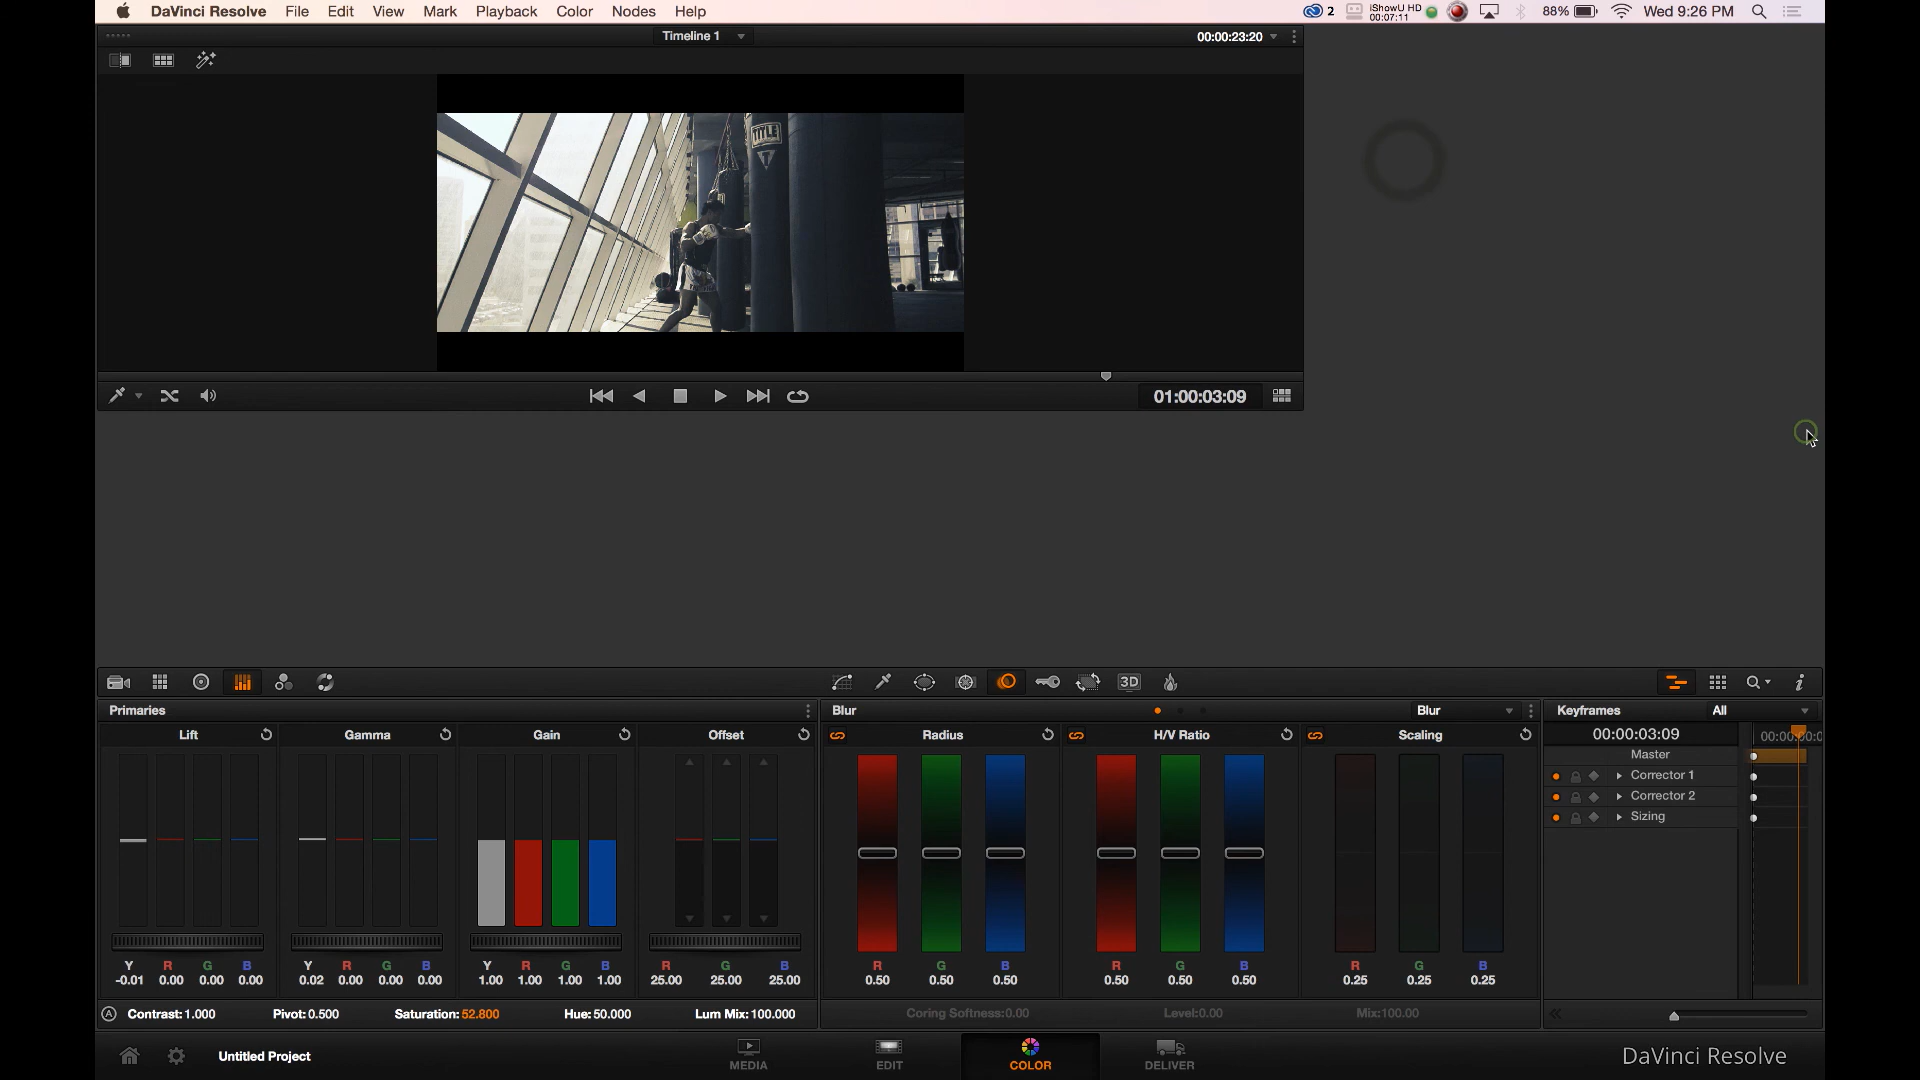 DaVinci Resolve File Edit View Mark Playback Color Nodes Help 2 iShowU HD 00:07:11 88% Wed 9:26 PM
Timeline 1 00:00:23:20
TITLE
T
01:00:03:09
3D
Primaries Blur Blur Keyframes All
Lift Gamma Gain Offset Radius H/V Ratio Scaling 00:00:03:09
Master
Corrector 1
Corrector 2
Sizing
Y R G B Y R G B Y R G B R G B R G B R G B R G B
-0.01 0.00 0.00 0.00 0.02 0.00 0.00 0.00 1.00 1.00 1.00 1.00 25.00 25.00 25.00 0.50 0.50 0.50 0.50 0.50 0.50 0.25 0.25 0.25
A Contrast:1.000 Pivot:0.500 Saturation:52.800 Hue:50.000 Lum Mix:100.000 Coring Softness:0.00 Level:0.00 Mix:100.00
Untitled Project MEDIA EDIT COLOR DELIVER DaVinci Resolve